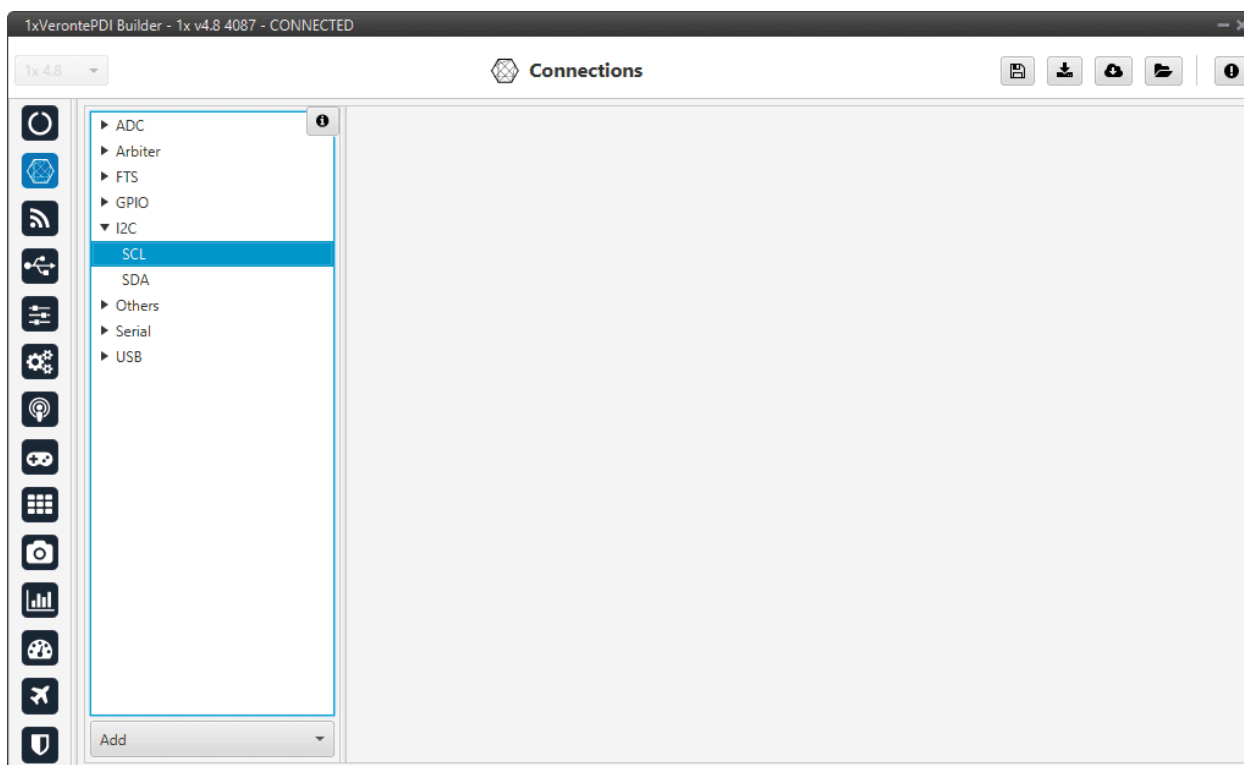 1xVerontePDI Builder - 1x v4.8 4087 - CONNECTED
1x 4.8
Connections
ADC
Arbiter
FTS
GPIO
I2C
SCL
SDA
Others
Serial
USB
Add